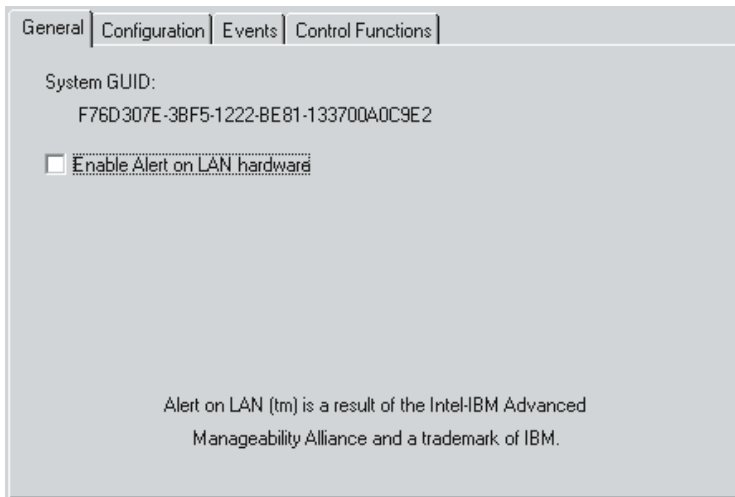 General Configuration Events Control Functions
System GUID:
F76D307E-3BF5-1222-BE81-133700A0C9E2
Enable Alert on LAN hardware
Alert on LAN (tm) is a result of the Intel-IBM Advanced
Manageability Alliance and a trademark of IBM.